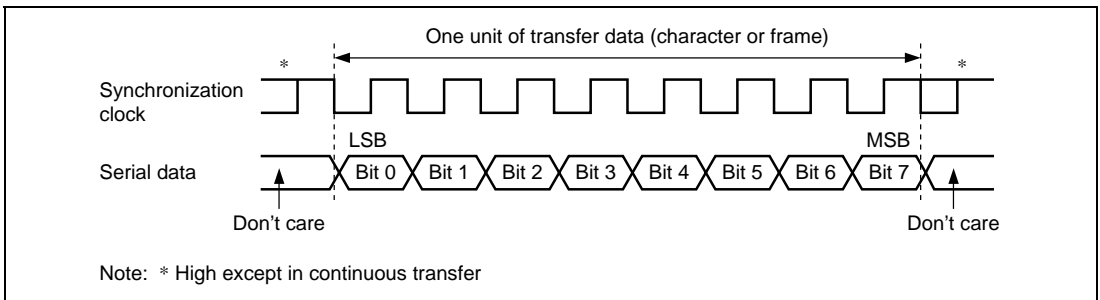 One unit of transfer data (character or frame)
* *
Synchronization
clock
LSB MSB
Serial data Bit 0 Bit 1 Bit 2 Bit 3 Bit 4 Bit 5 Bit 6 Bit 7
Don't care Don't care
Note: * High except in continuous transfer